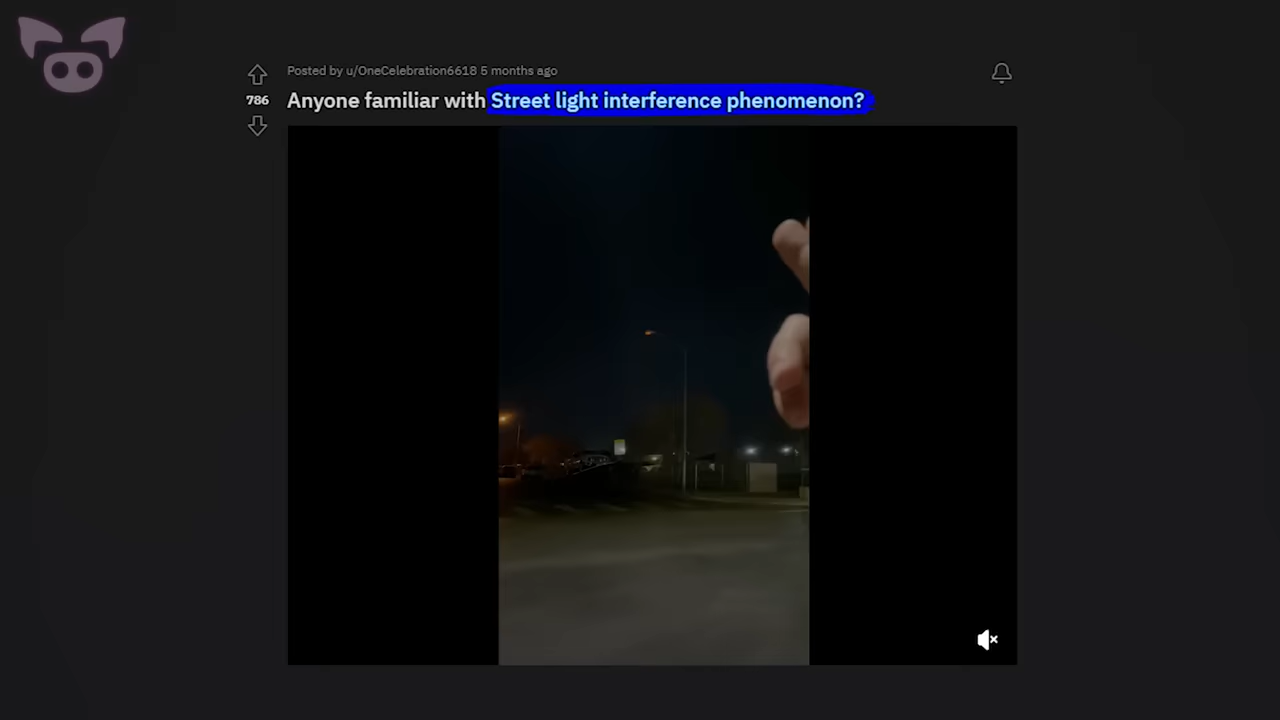 Posted by u/OneCelebration6618 5 months ago
786
Anyone familiar with Street light interference phenomenon?